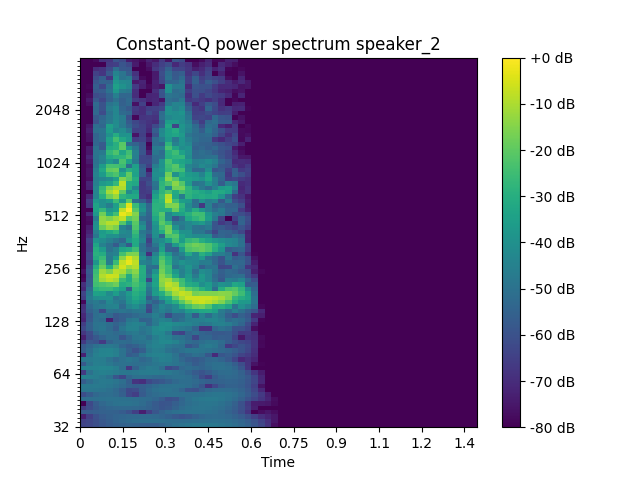 Constant-Q power spectrum speaker_2
+0 dB
-10 dB
-20 dB
-30 dB
-40 dB
-50 dB
-60 dB
-70 dB
-80 dB
Hz
2048
1024
512
256
128
64
32
0 0.15 0.3 0.45 0.6 0.75 0.9 1.1 1.2 1.4
Time